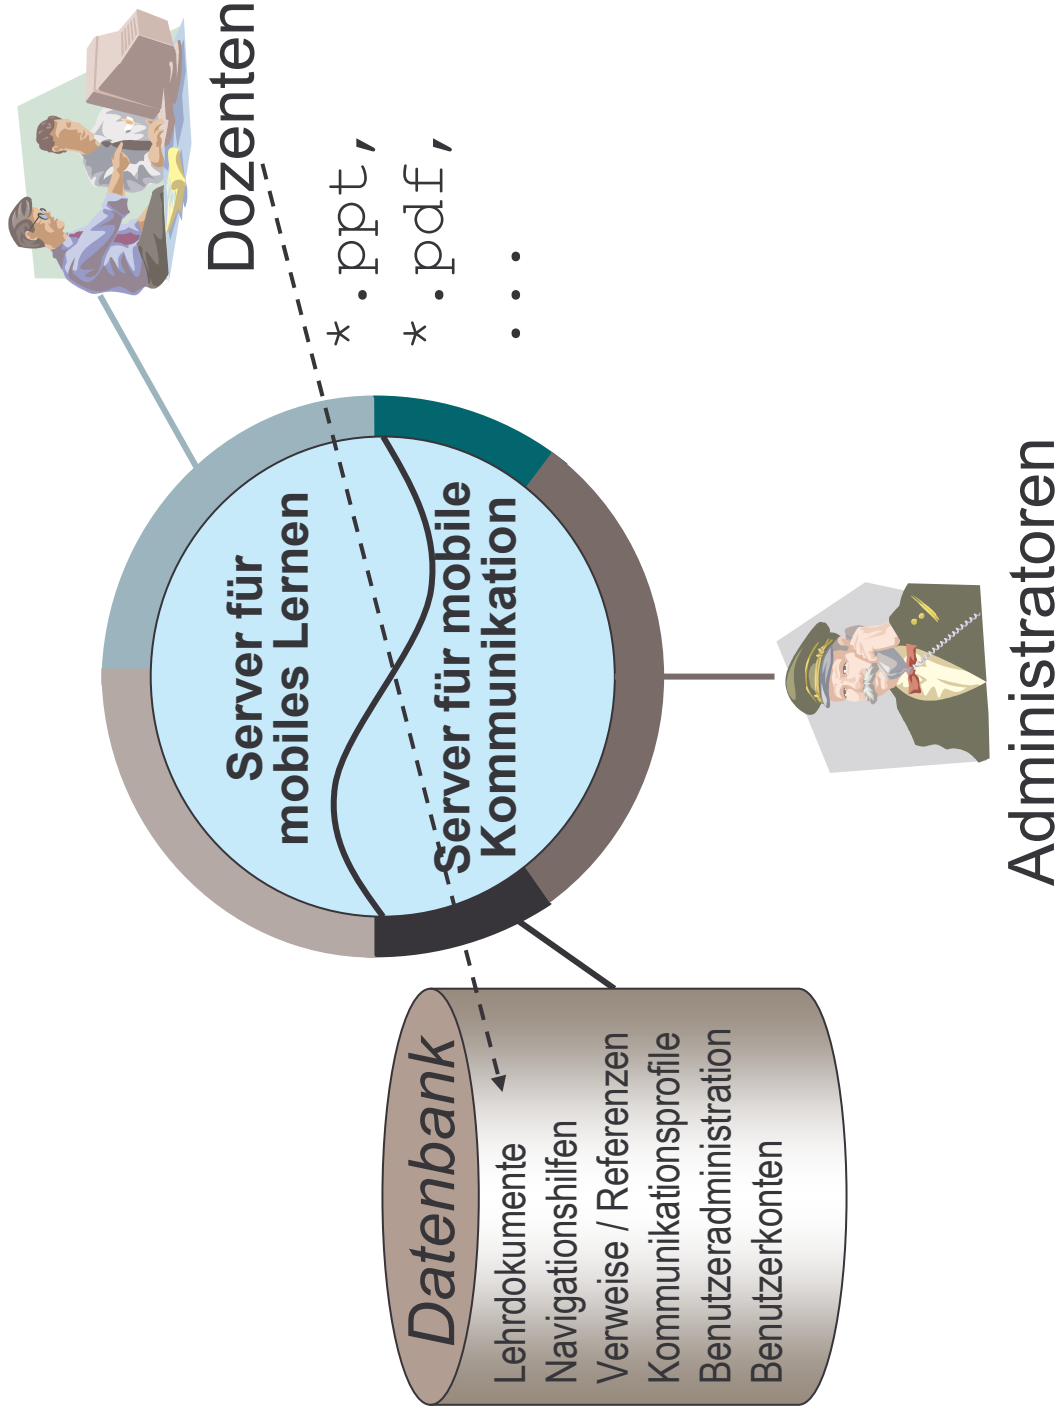 Dozenten
*.ppt,
*.pdf,
...
Server für
mobiles Lernen
Server für mobile
Kommunikation
Datenbank
Lehrdokumente
Navigationshilfen
Verweise / Referenzen
Kommunikationsprofile
Benutzeradministration
Benutzerkonten
Administratoren